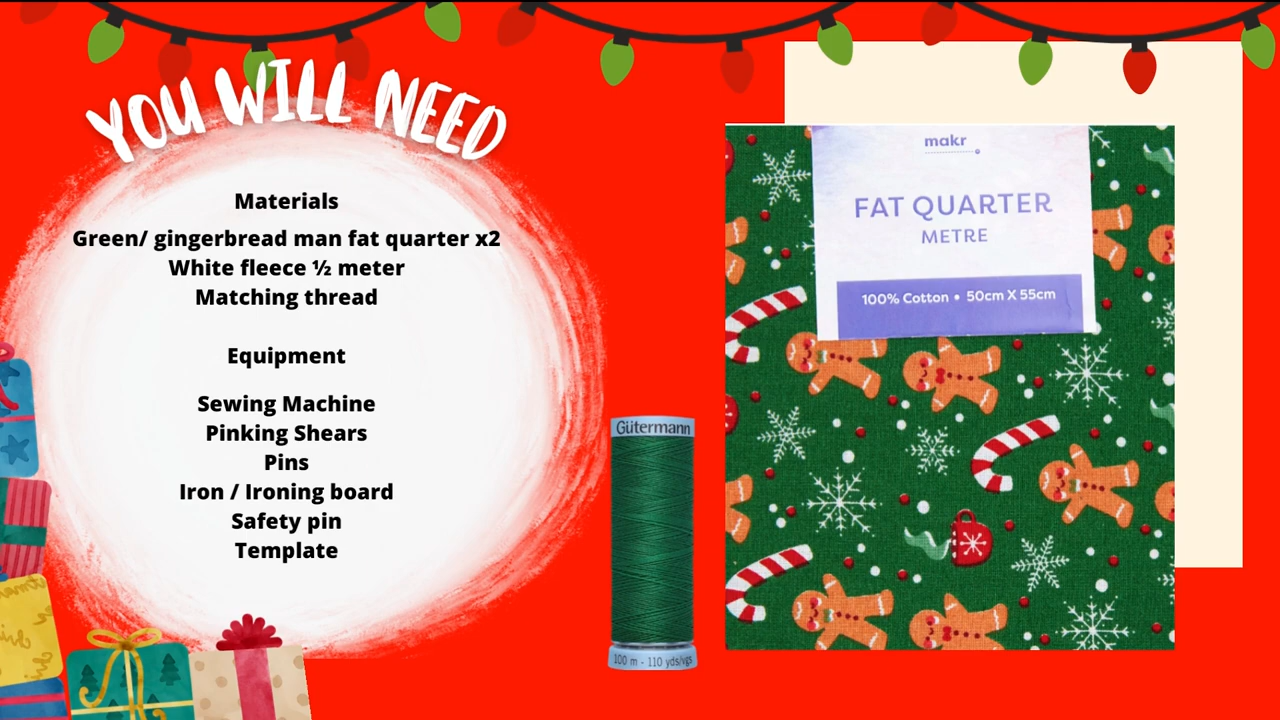 YOU WILL NEED
Materials
Green/ gingerbread man fat quarter x2
White fleece ½ meter
Matching thread
Equipment
Sewing Machine
Pinking Shears
Pins
Iron / Ironing board
Safety pin
Template
Gütermann
100 m - 110 yds/vgs
makr
FAT QUARTER
METRE
100% Cotton • 50cm X 55cm